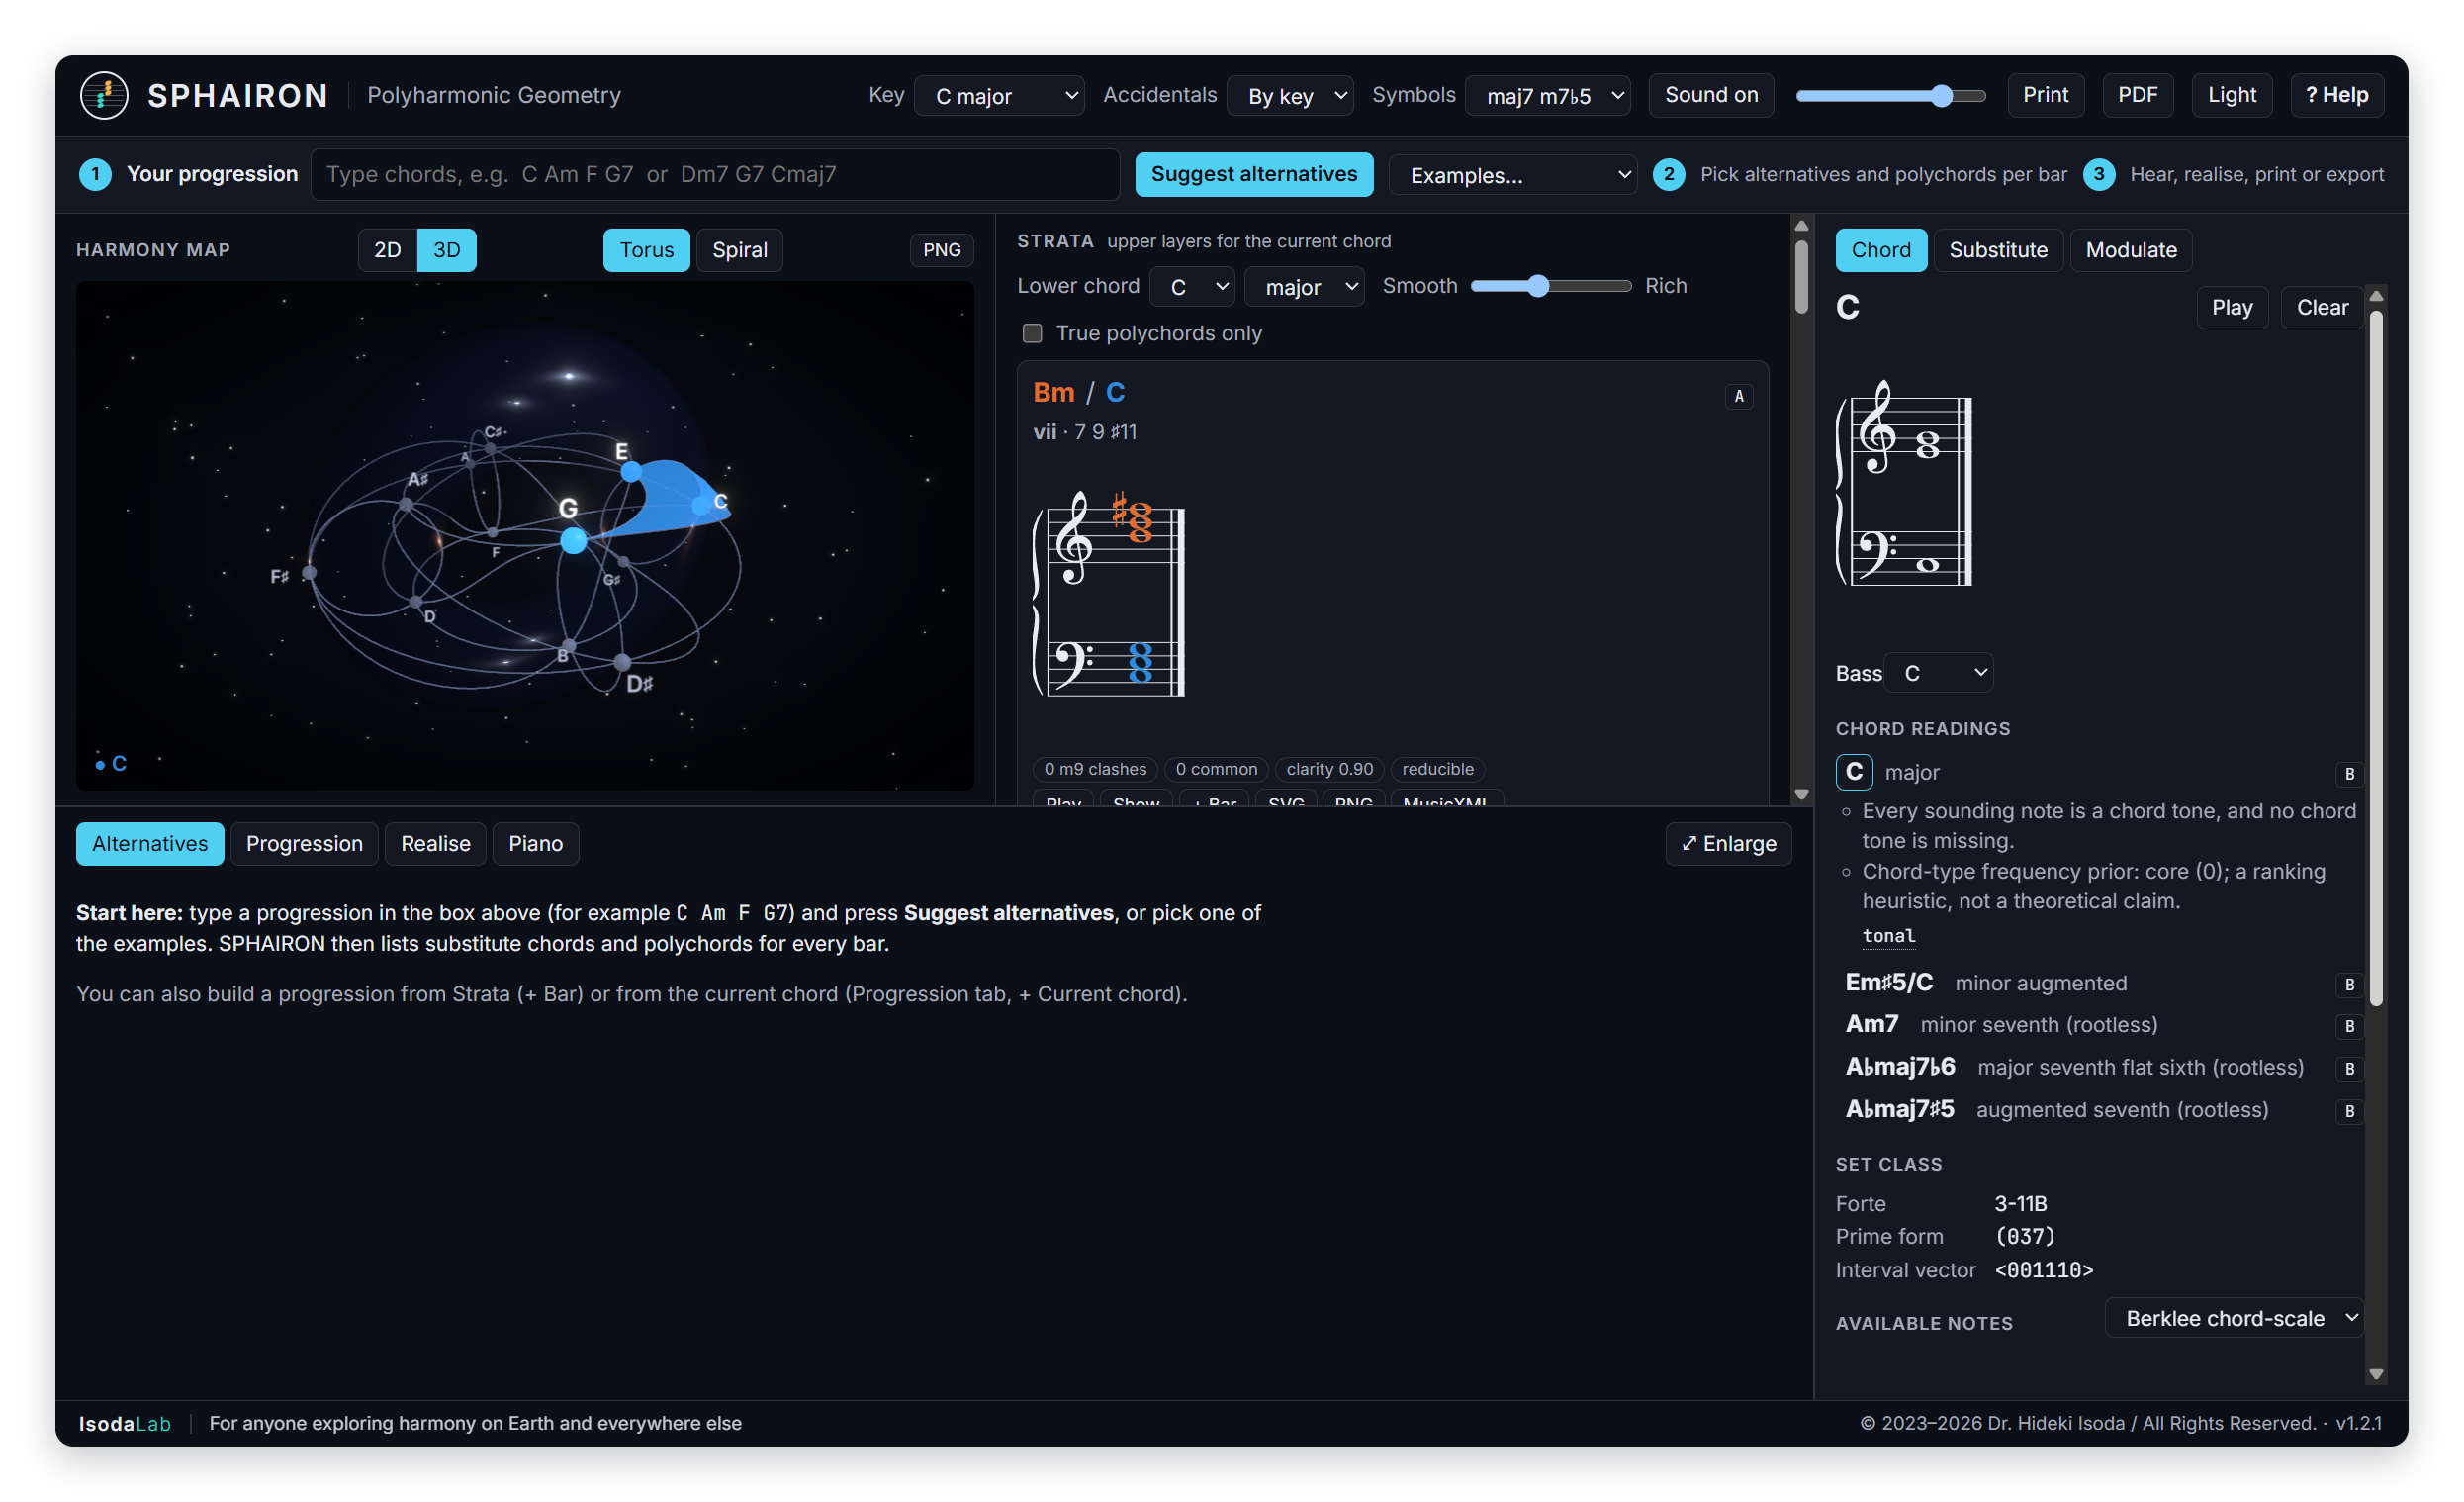 SPHAIRON Polyharmonic Geometry Key C major Accidentals By key Symbols maj7 m7♭5 Sound on Print PDF Light ? Help
1 Your progression Type chords, e.g. C Am F G7 or Dm7 G7 Cmaj7 Suggest alternatives Examples... 2 Pick alternatives and polychords per bar 3 Hear, realise, print or export
HARMONY MAP 2D 3D Torus Spiral PNG
C♯
A
E
A♯
C
G
F
G♯
F♯
D
B
D♯
C
STRATA upper layers for the current chord
Lower chord C major Smooth Rich
True polychords only
Bm / C A
vii · 7 9 ♯11
0 m9 clashes 0 common clarity 0.90 reducible
Play Show + Bar SVG PNG MusicXML
Chord Substitute Modulate
C Play Clear
Bass C
CHORD READINGS
C major B
Every sounding note is a chord tone, and no chord
tone is missing.
Chord-type frequency prior: core (0); a ranking
heuristic, not a theoretical claim.
tonal
Em♯5/C minor augmented B
Am7 minor seventh (rootless) B
A♭maj7♭6 major seventh flat sixth (rootless) B
A♭maj7♯5 augmented seventh (rootless) B
SET CLASS
Forte 3-11B
Prime form (037)
Interval vector <001110>
AVAILABLE NOTES Berklee chord-scale
Alternatives Progression Realise Piano ⤢ Enlarge
Start here: type a progression in the box above (for example C Am F G7) and press Suggest alternatives, or pick one of
the examples. SPHAIRON then lists substitute chords and polychords for every bar.
You can also build a progression from Strata (+ Bar) or from the current chord (Progression tab, + Current chord).
IsodaLab For anyone exploring harmony on Earth and everywhere else © 2023–2026 Dr. Hideki Isoda / All Rights Reserved. · v1.2.1